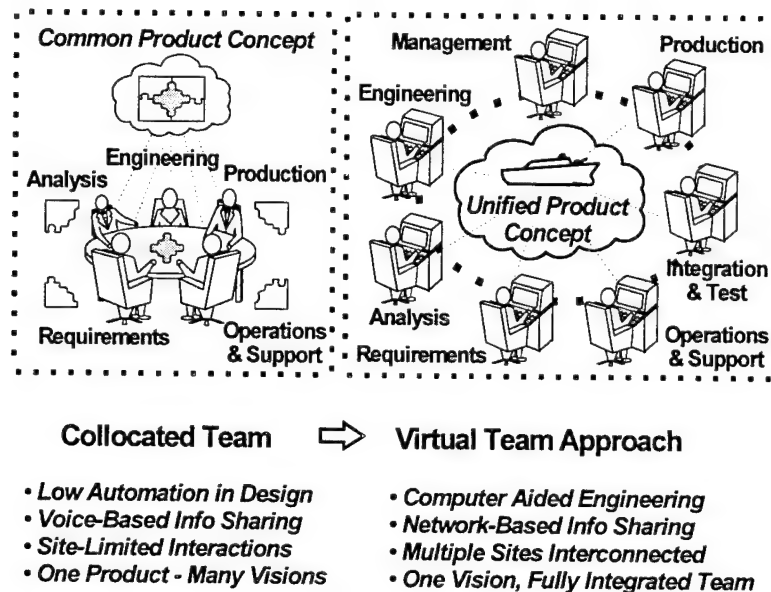 Common Product Concept
Engineering
Analysis
Production
Requirements
Operations
& Support
Management
Production
Engineering
Unified Product
Concept
Integration
& Test
Analysis
Requirements
Operations
& Support
Collocated Team ⇨ Virtual Team Approach
• Low Automation in Design
• Voice-Based Info Sharing
• Site-Limited Interactions
• One Product - Many Visions
• Computer Aided Engineering
• Network-Based Info Sharing
• Multiple Sites Interconnected
• One Vision, Fully Integrated Team